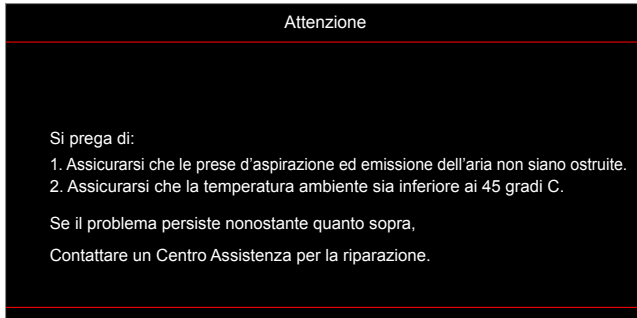 Attenzione
Si prega di:
1. Assicurarsi che le prese d'aspirazione ed emissione dell'aria non siano ostruite.
2. Assicurarsi che la temperatura ambiente sia inferiore ai 45 gradi C.
Se il problema persiste nonostante quanto sopra,
Contattare un Centro Assistenza per la riparazione.